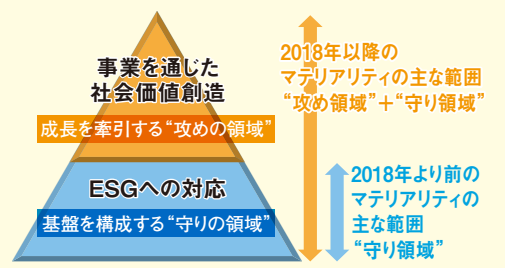 事業を通じた
社会価値創造
成長を牽引する“攻めの領域”
ESGへの対応
基盤を構成する“守りの領域”
2018年以降の
マテリアリティの主な範囲
“攻め領域”＋“守り領域”
2018年より前の
マテリアリティの
主な範囲
“守り領域”